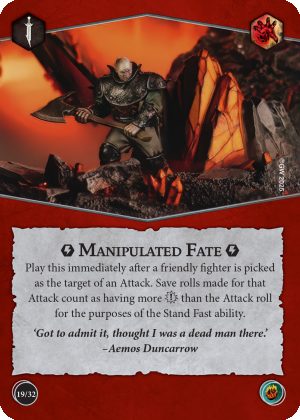 ©GW 2025
Manipulated Fate
Play this immediately after a friendly fighter is picked
as the target of an Attack. Save rolls made for that
Attack count as having more than the Attack roll
for the purposes of the Stand Fast ability.
‘Got to admit it, thought I was a dead man there.’
–Aemos Duncarrow
19/32